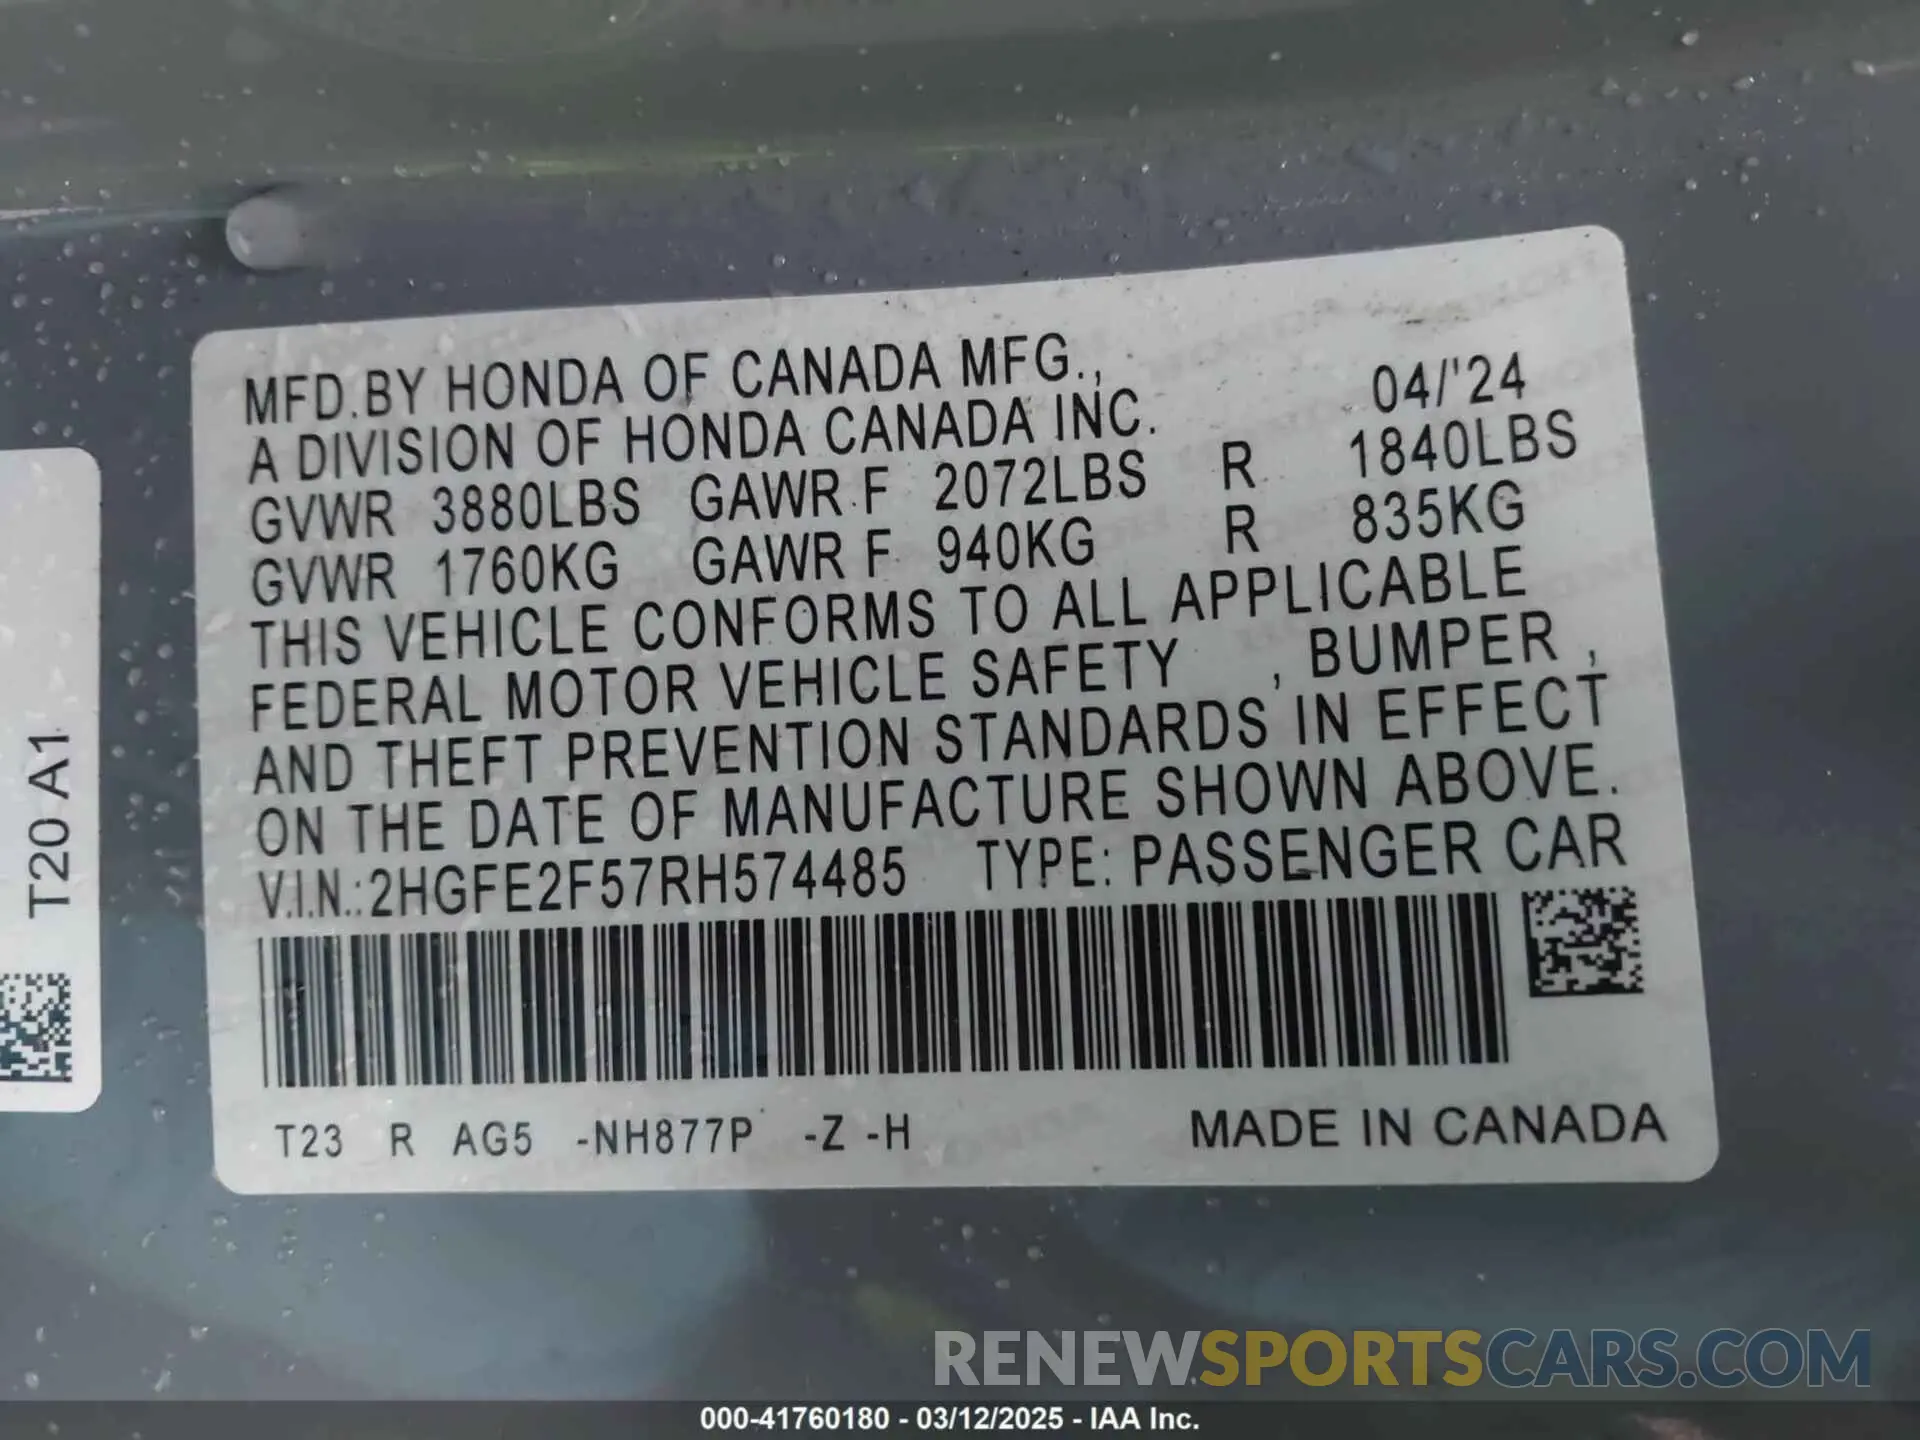 MFD.BY HONDA OF CANADA MFG.,
A DIVISION OF HONDA CANADA INC. 04/'24
GVWR 3880LBS GAWR F 2072LBS R 1840LBS
GVWR 1760KG GAWR F 940KG R 835KG
THIS VEHICLE CONFORMS TO ALL APPLICABLE
FEDERAL MOTOR VEHICLE SAFETY , BUMPER ,
AND THEFT PREVENTION STANDARDS IN EFFECT
ON THE DATE OF MANUFACTURE SHOWN ABOVE.
V.I.N.:2HGFE2F57RH574485 TYPE: PASSENGER CAR
T23 R AG5 -NH877P -Z -H MADE IN CANADA
T20 A1
RENEWSPORTSCARS.COM
000-41760180 - 03/12/2025 - IAA Inc.